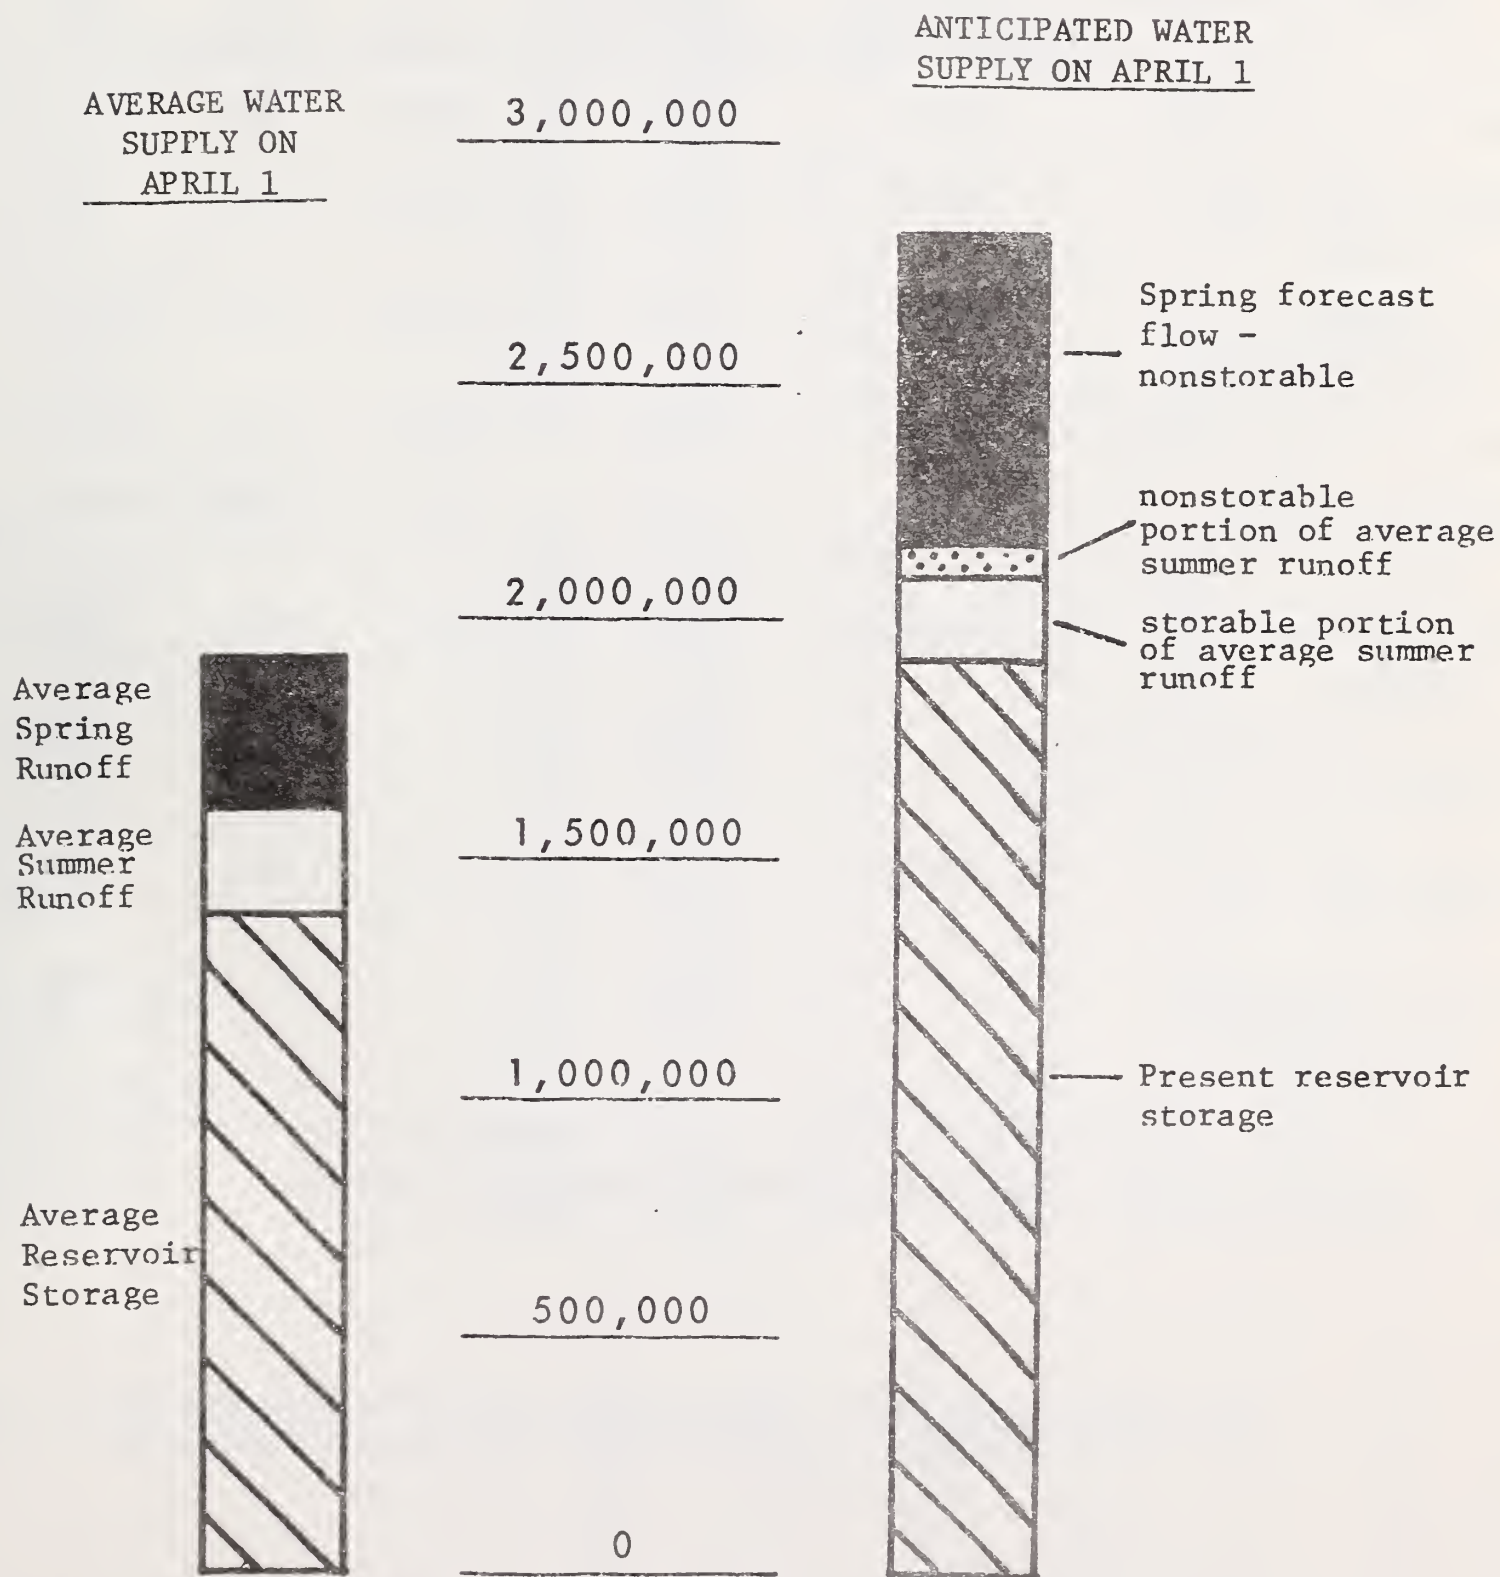 AVERAGE WATER
SUPPLY ON
APRIL 1
ANTICIPATED WATER
SUPPLY ON APRIL 1
3,000,000
2,500,000
2,000,000
1,500,000
1,000,000
500,000
0
Average
Spring
Runoff
Average
Summer
Runoff
Average
Reservoir
Storage
Spring forecast
flow -
nonstorable
nonstorable
portion of average
summer runoff
storable portion
of average summer
runoff
Present reservoir
storage